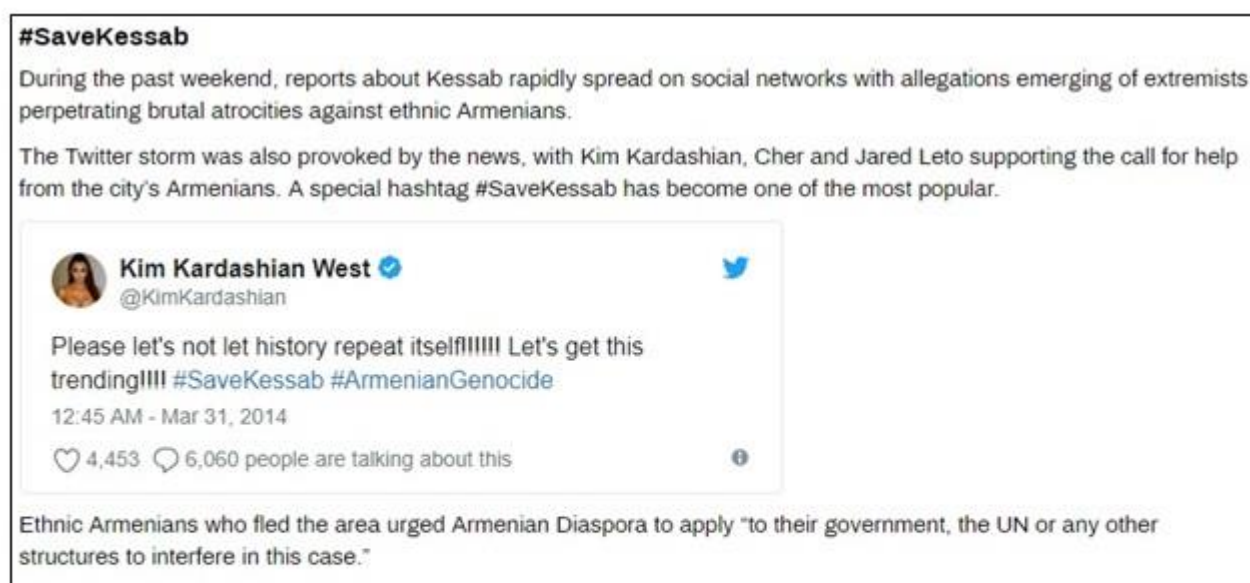 #SaveKessab
During the past weekend, reports about Kessab rapidly spread on social networks with allegations emerging of extremists
perpetrating brutal atrocities against ethnic Armenians.
The Twitter storm was also provoked by the news, with Kim Kardashian, Cher and Jared Leto supporting the call for help
from the city's Armenians. A special hashtag #SaveKessab has become one of the most popular.
Kim Kardashian West
@KimKardashian
Please let's not let history repeat itself!!!!!! Let's get this
trending!!!! #SaveKessab #ArmenianGenocide
12:45 AM - Mar 31, 2014
4,453 6,060 people are talking about this
Ethnic Armenians who fled the area urged Armenian Diaspora to apply "to their government, the UN or any other
structures to interfere in this case."